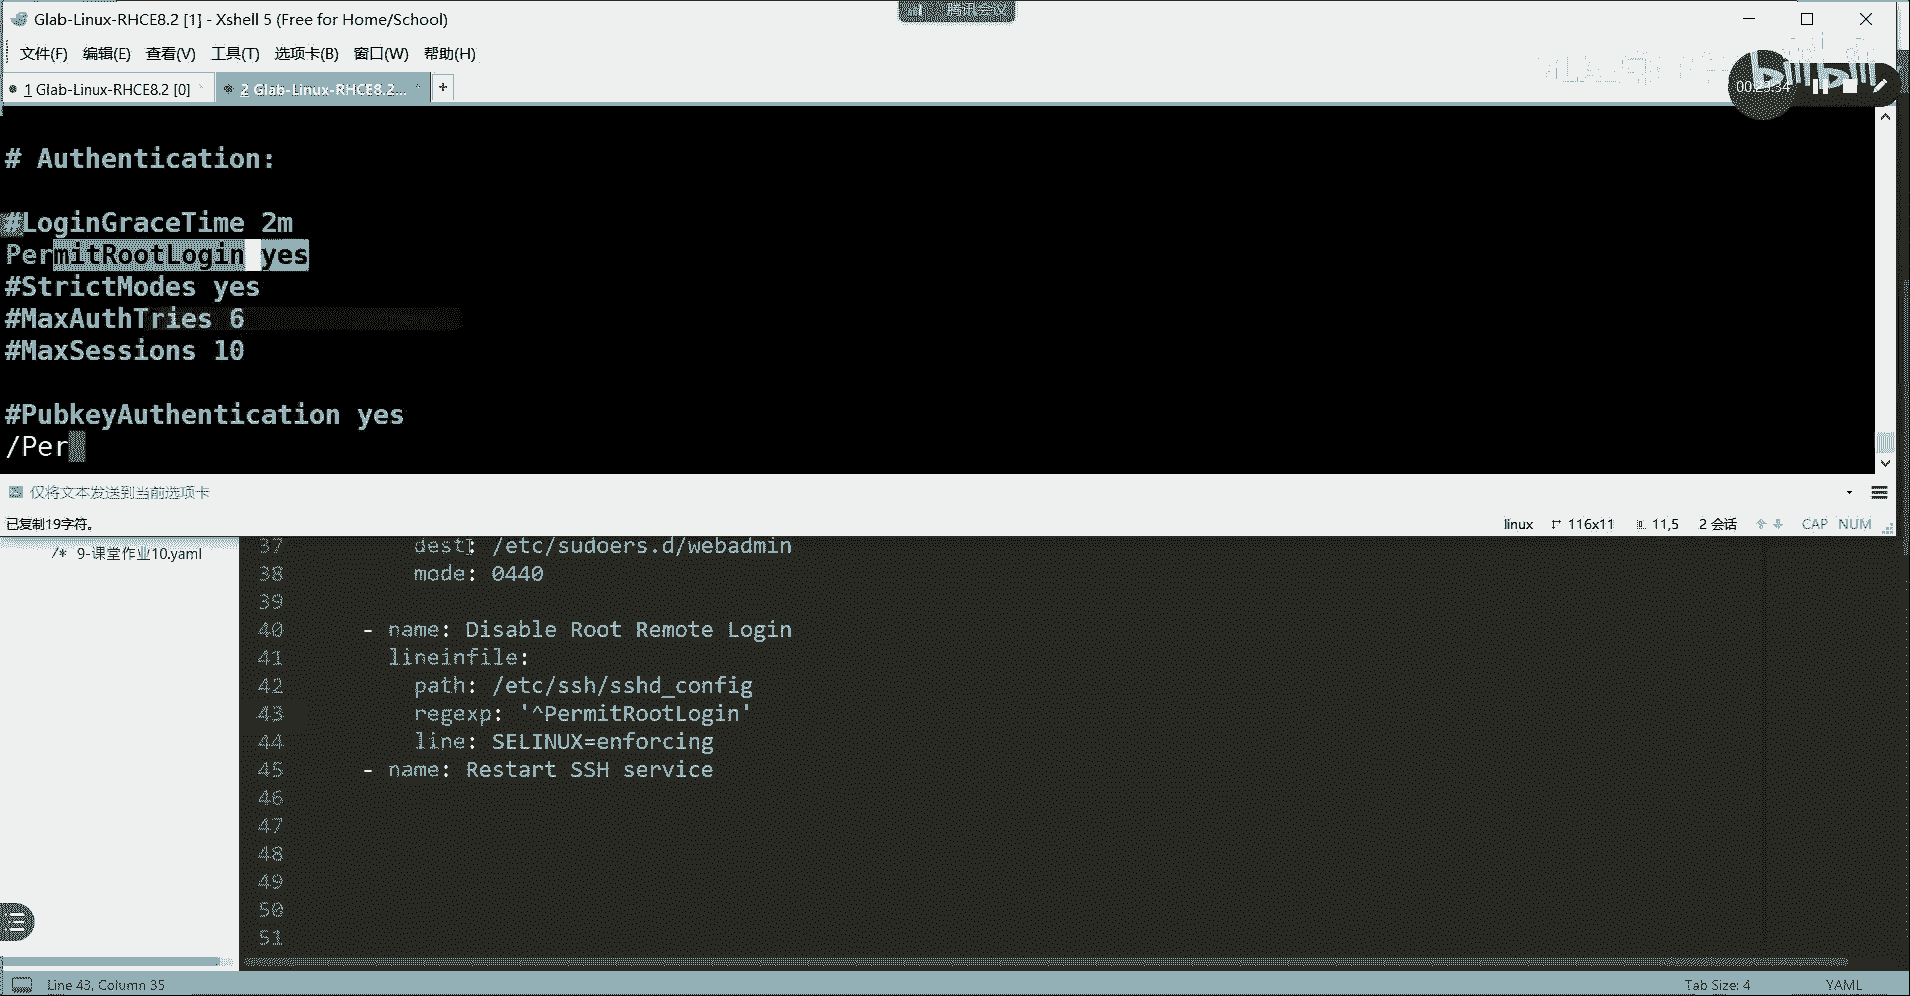 Glab-Linux-RHCE8.2 [1] - Xshell 5 (Free for Home/School)
腾讯会议
文件(F) 编辑(E) 查看(V) 工具(T) 选项卡(B) 窗口(W) 帮助(H)
1 Glab-Linux-RHCE8.2 [0]
2 Glab-Linux-RHCE8.2...
+
bilibili
00:23:34
# Authentication:
#LoginGraceTime 2m
PermitRootLogin yes
#StrictModes yes
#MaxAuthTries 6
#MaxSessions 10
#PubkeyAuthentication yes
/Per
仅将文本发送到当前选项卡
已复制19字符。
linux 116x11 11,5 2 会话 CAP NUM
/* 9-课堂作业10.yaml
37 dest: /etc/sudoers.d/webadmin
38 mode: 0440
39
40 - name: Disable Root Remote Login
41 lineinfile:
42 path: /etc/ssh/sshd_config
43 regexp: '^PermitRootLogin'
44 line: SELINUX=enforcing
45 - name: Restart SSH service
46
47
48
49
50
51
Line 43, Column 35
Tab Size: 4
YAML